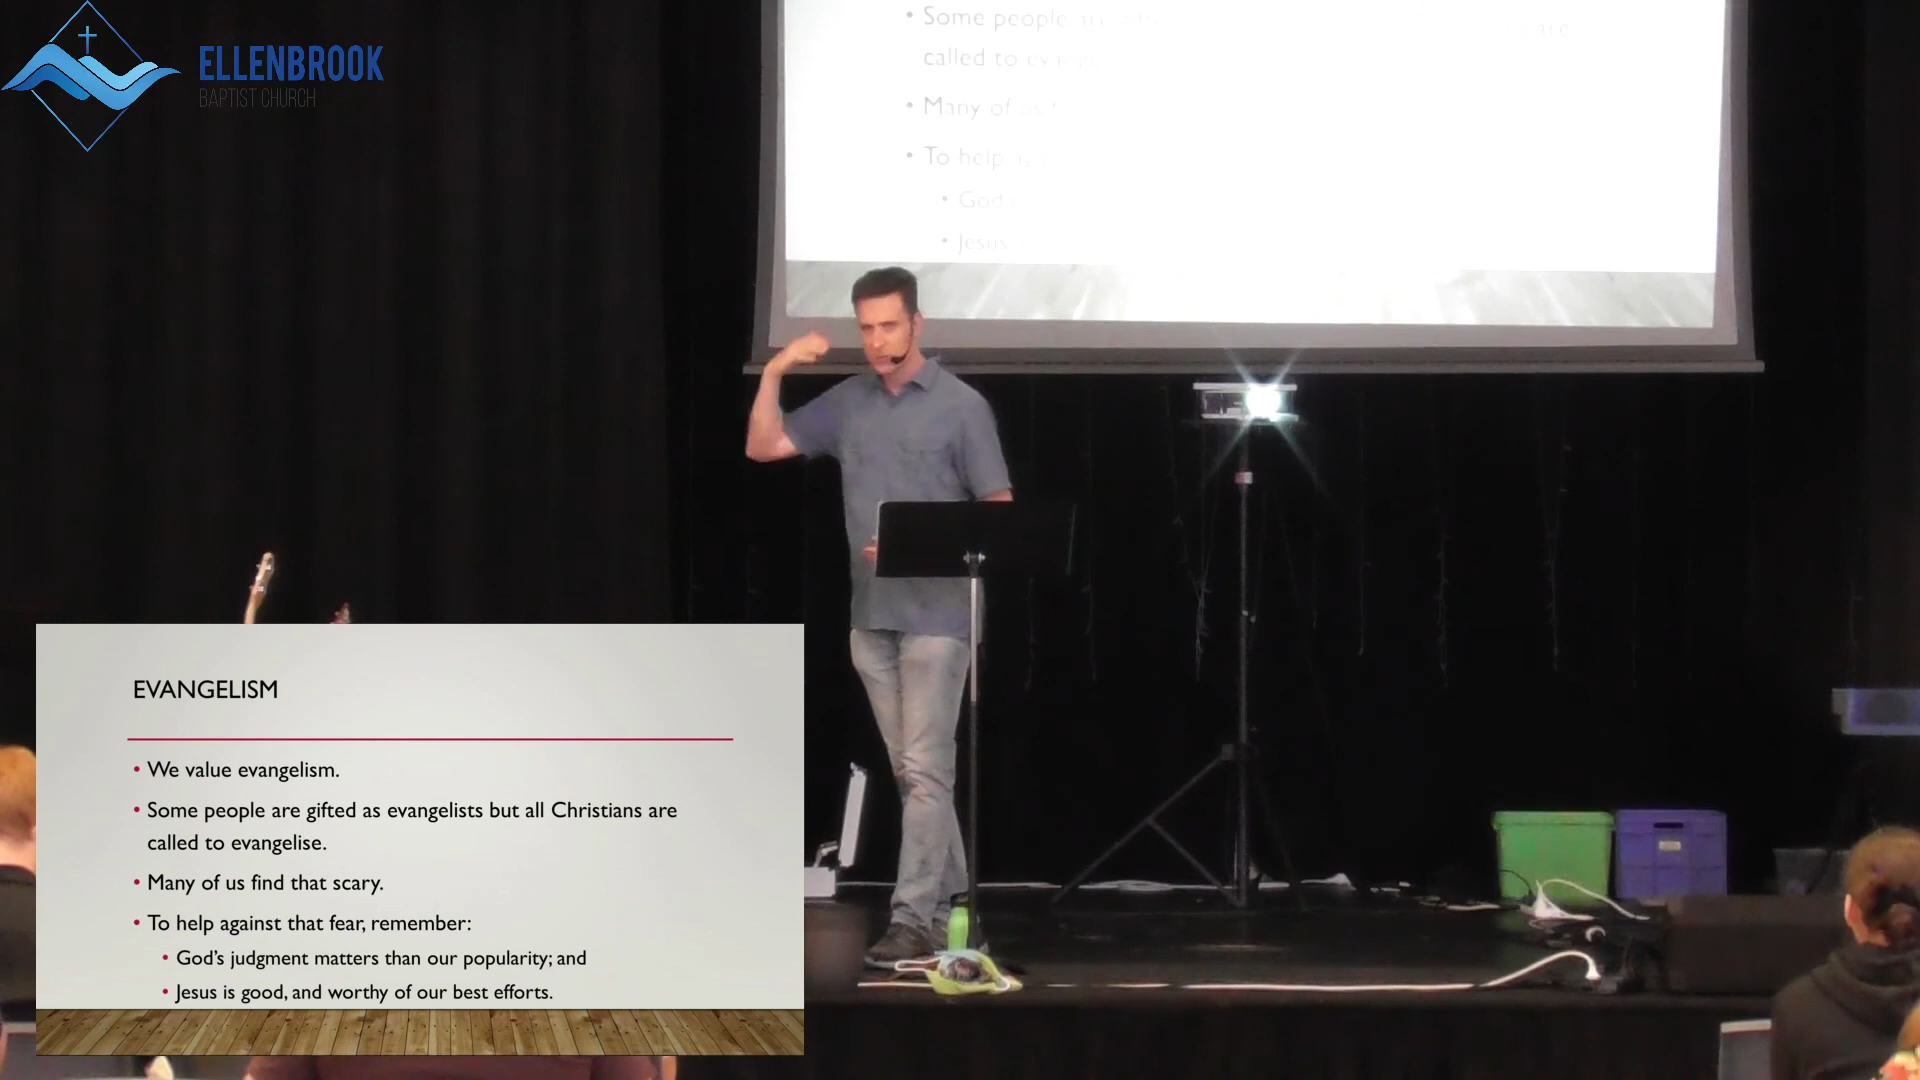 ELLENBROOK
BAPTIST CHURCH
• Some people are
called to
• Many of us
• To help
• God's
• Jesus
EVANGELISM
• We value evangelism.
• Some people are gifted as evangelists but all Christians are
called to evangelise.
• Many of us find that scary.
• To help against that fear, remember:
• God's judgment matters than our popularity; and
• Jesus is good, and worthy of our best efforts.